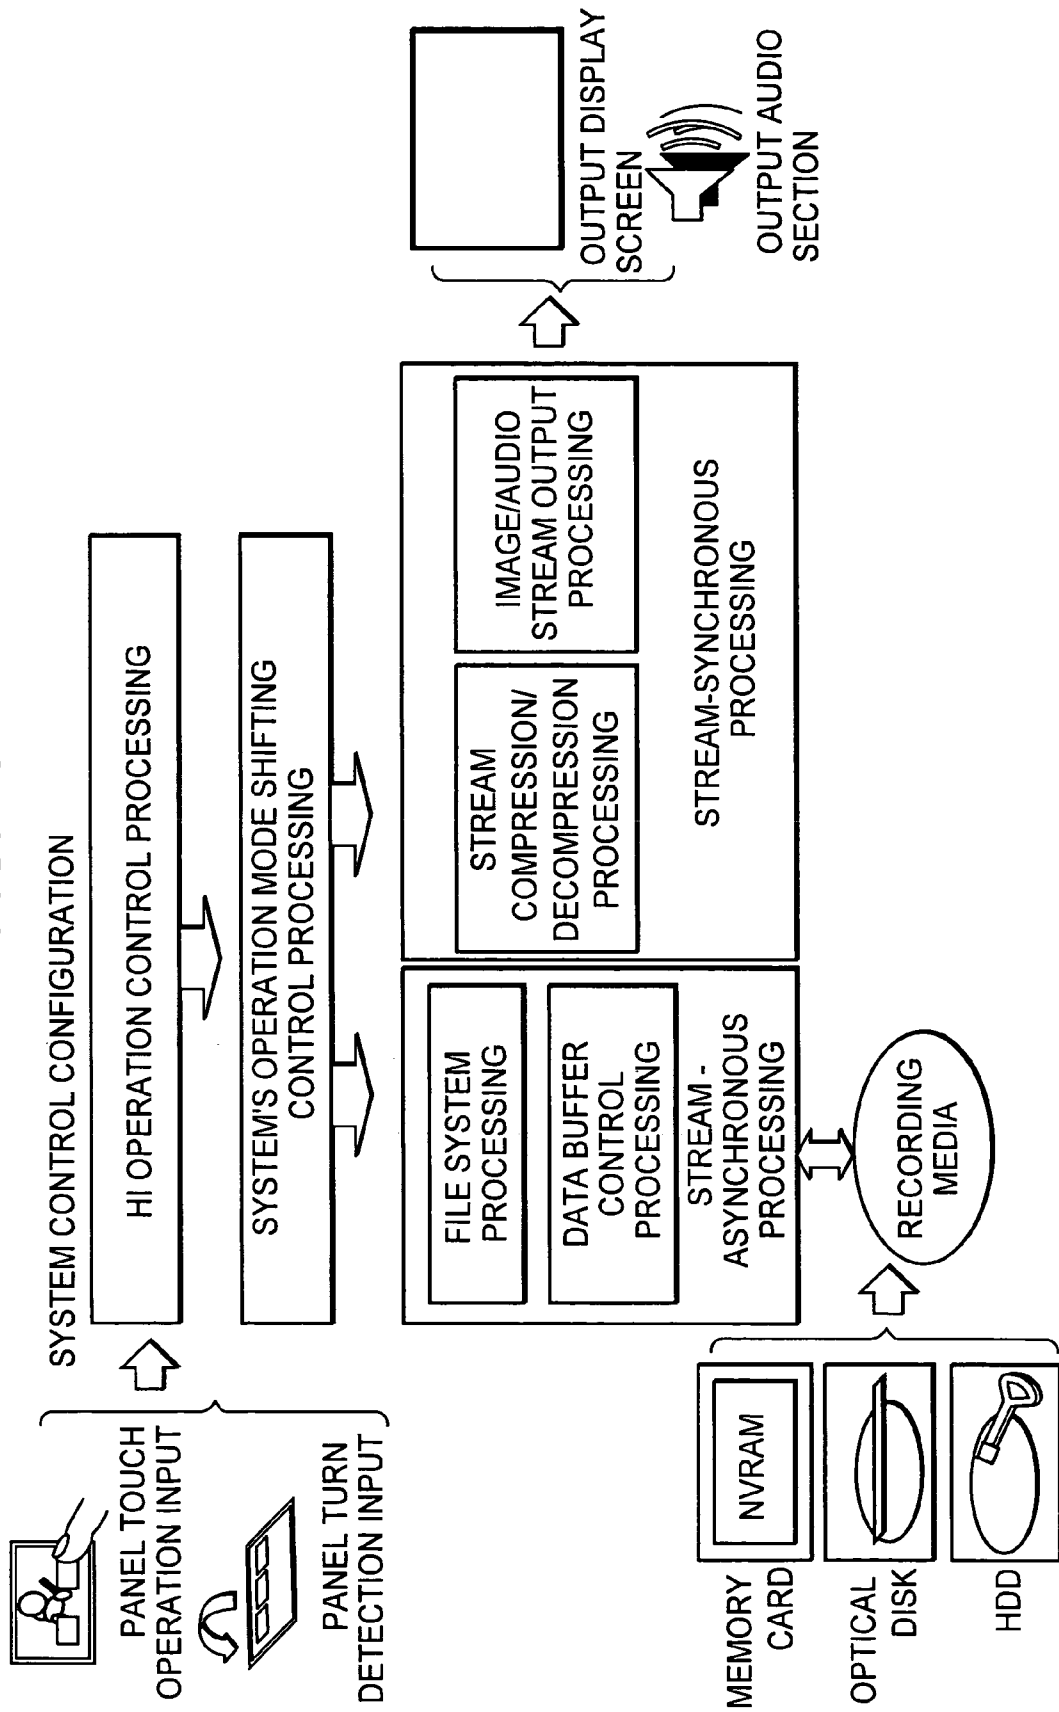 SYSTEM CONTROL CONFIGURATION
PANEL TOUCH
OPERATION INPUT
PANEL TURN
DETECTION INPUT
HI OPERATION CONTROL PROCESSING
SYSTEM'S OPERATION MODE SHIFTING
CONTROL PROCESSING
FILE SYSTEM
PROCESSING
DATA BUFFER
CONTROL
PROCESSING
STREAM -
ASYNCHRONOUS
PROCESSING
STREAM
COMPRESSION/
DECOMPRESSION
PROCESSING
IMAGE/AUDIO
STREAM OUTPUT
PROCESSING
STREAM-SYNCHRONOUS
PROCESSING
OUTPUT DISPLAY
SCREEN
OUTPUT AUDIO
SECTION
MEMORY
CARD
NVRAM
OPTICAL
DISK
HDD
RECORDING
MEDIA